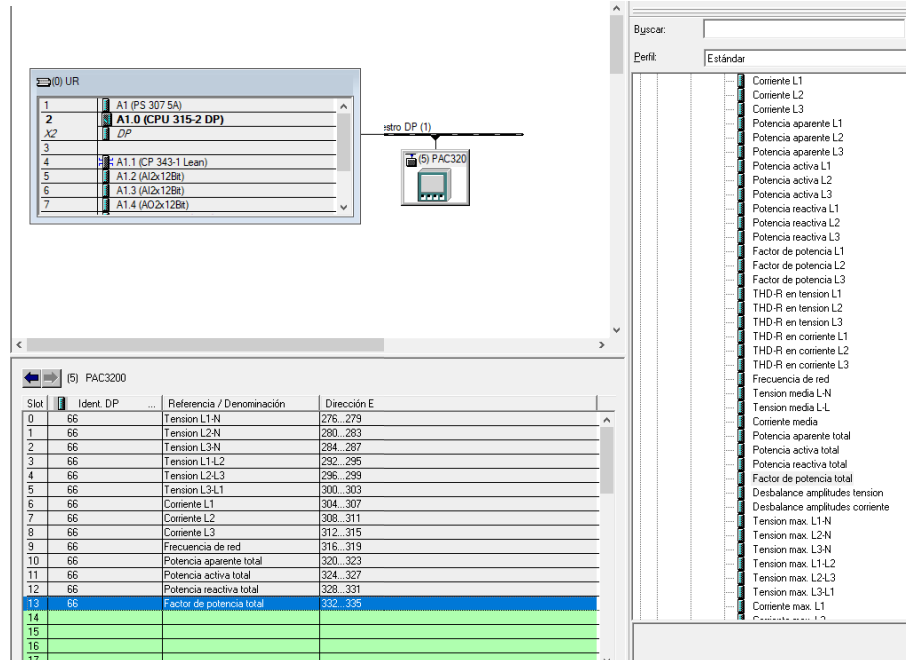 (0) UR
1 A1 (PS 307 5A)
2 A1.0 (CPU 315-2 DP)
X2 DP
3
4 A1.1 (CP 343-1 Lean)
5 A1.2 (AI2x12Bit)
6 A1.3 (AI2x12Bit)
7 A1.4 (AO2x12Bit)
stro DP (1)
(5) PAC320
(5) PAC3200
Slot Ident. DP ... Referencia / Denominación Dirección E
0 66 Tension L1-N 276...279
1 66 Tension L2-N 280...283
2 66 Tension L3-N 284...287
3 66 Tension L1-L2 292...295
4 66 Tension L2-L3 296...299
5 66 Tension L3-L1 300...303
6 66 Corriente L1 304...307
7 66 Corriente L2 308...311
8 66 Corriente L3 312...315
9 66 Frecuencia de red 316...319
10 66 Potencia aparente total 320...323
11 66 Potencia activa total 324...327
12 66 Potencia reactiva total 328...331
13 66 Factor de potencia total 332...335
14
15
16
17
Buscar:
Perfil: Estándar
Corriente L1
Corriente L2
Corriente L3
Potencia aparente L1
Potencia aparente L2
Potencia aparente L3
Potencia activa L1
Potencia activa L2
Potencia activa L3
Potencia reactiva L1
Potencia reactiva L2
Potencia reactiva L3
Factor de potencia L1
Factor de potencia L2
Factor de potencia L3
THD-R en tension L1
THD-R en tension L2
THD-R en tension L3
THD-R en corriente L1
THD-R en corriente L2
THD-R en corriente L3
Frecuencia de red
Tension media L-N
Tension media L-L
Corriente media
Potencia aparente total
Potencia activa total
Potencia reactiva total
Factor de potencia total
Desbalance amplitudes tension
Desbalance amplitudes corriente
Tension max. L1-N
Tension max. L2-N
Tension max. L3-N
Tension max. L1-L2
Tension max. L2-L3
Tension max. L3-L1
Corriente max. L1